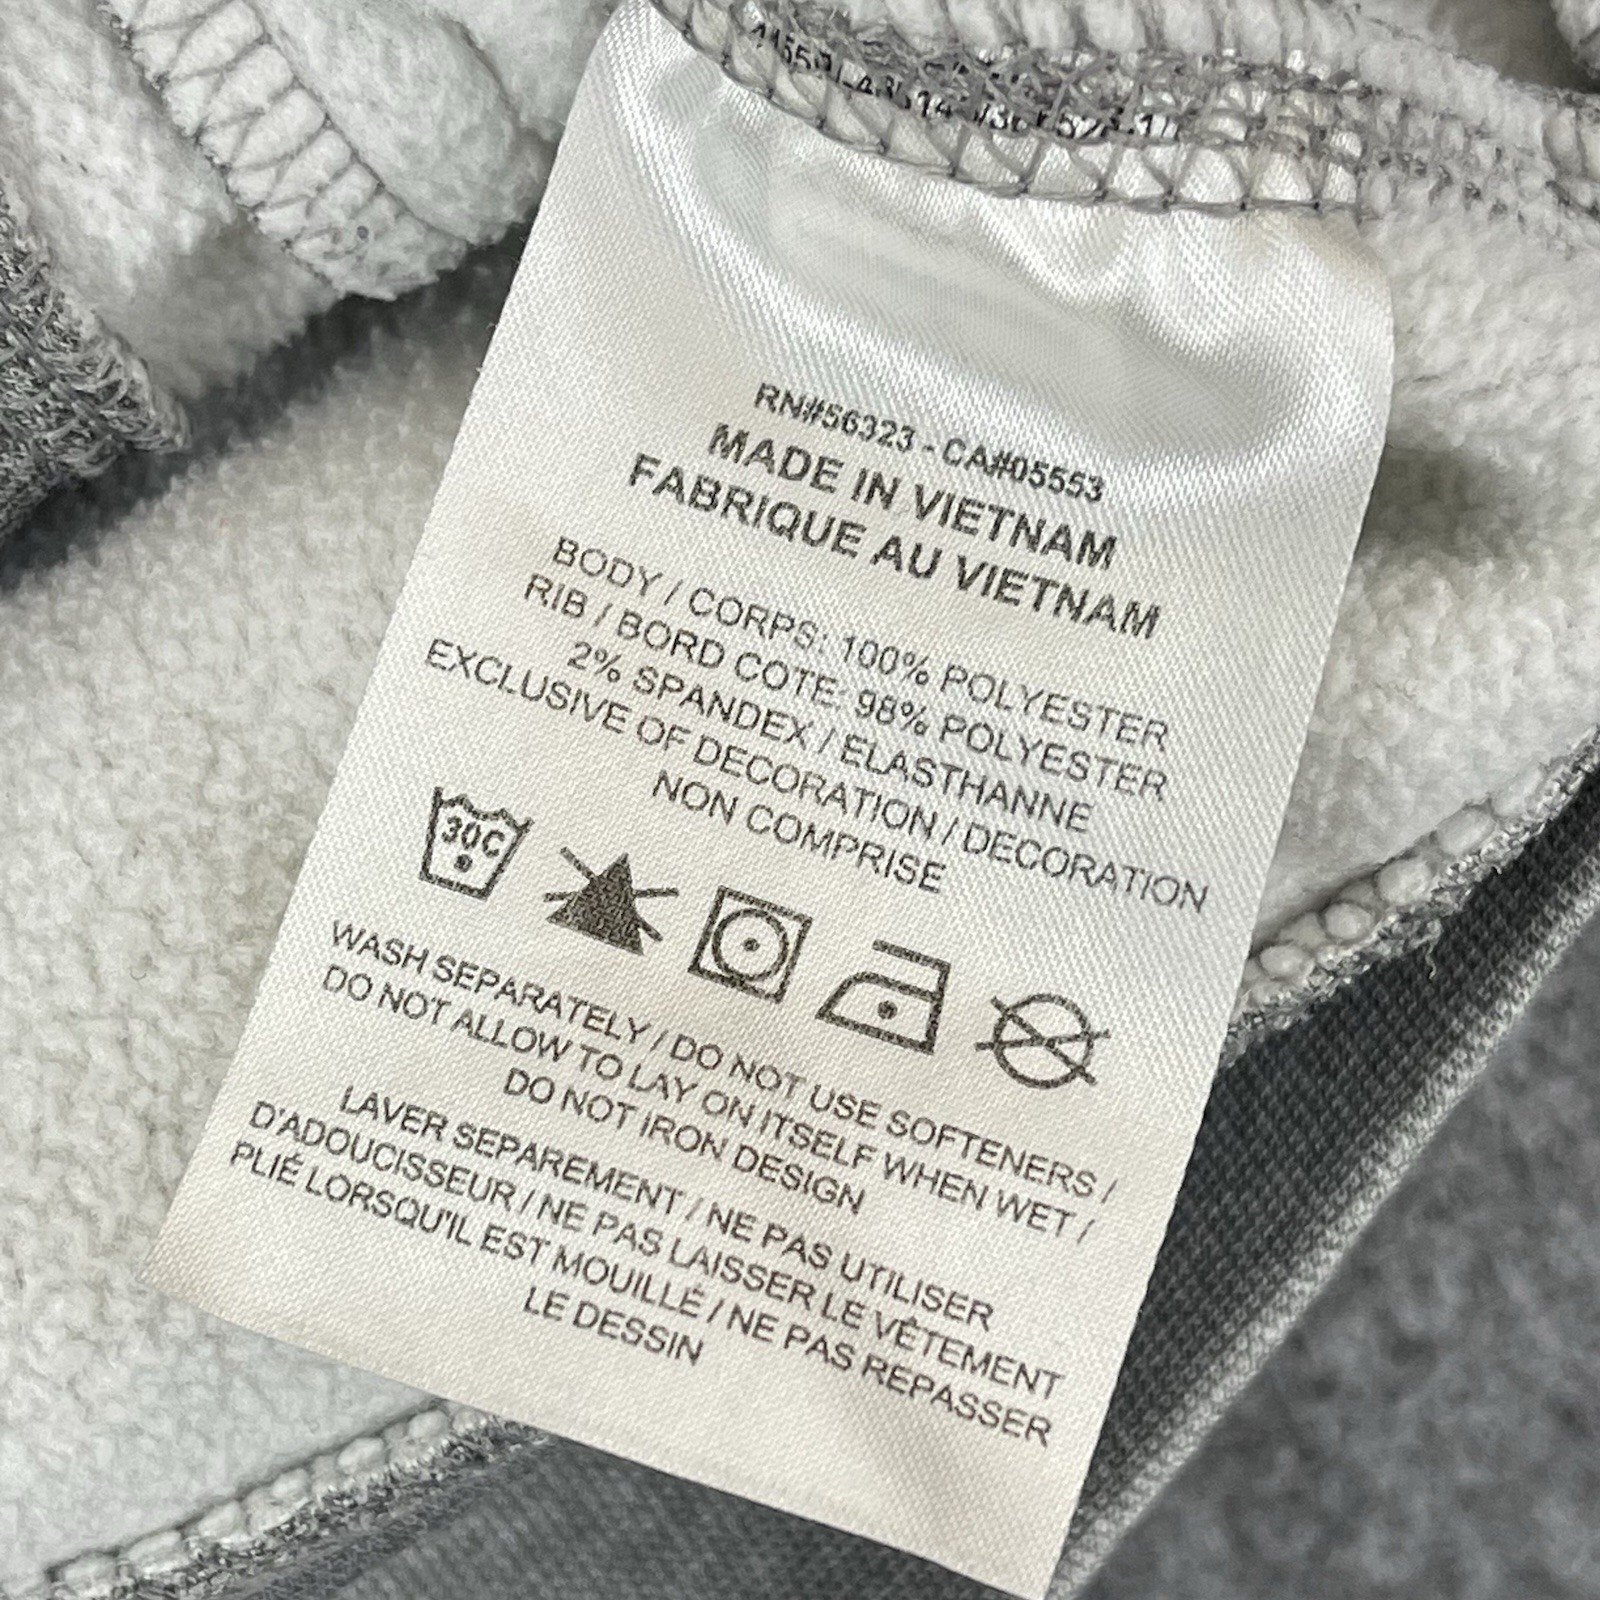 RN#56323 - CA#05553
MADE IN VIETNAM
FABRIQUE AU VIETNAM
BODY / CORPS: 100% POLYESTER
RIB / BORD COTE: 98% POLYESTER
2% SPANDEX / ELASTHANNE
EXCLUSIVE OF DECORATION / DECORATION
NON COMPRISE
30C
WASH SEPARATELY / DO NOT USE SOFTENERS /
DO NOT ALLOW TO LAY ON ITSELF WHEN WET /
DO NOT IRON DESIGN
LAVER SEPAREMENT / NE PAS UTILISER
D'ADOUCISSEUR / NE PAS LAISSER LE VÊTEMENT
PLIÉ LORSQU'IL EST MOUILLÉ / NE PAS REPASSER
LE DESSIN